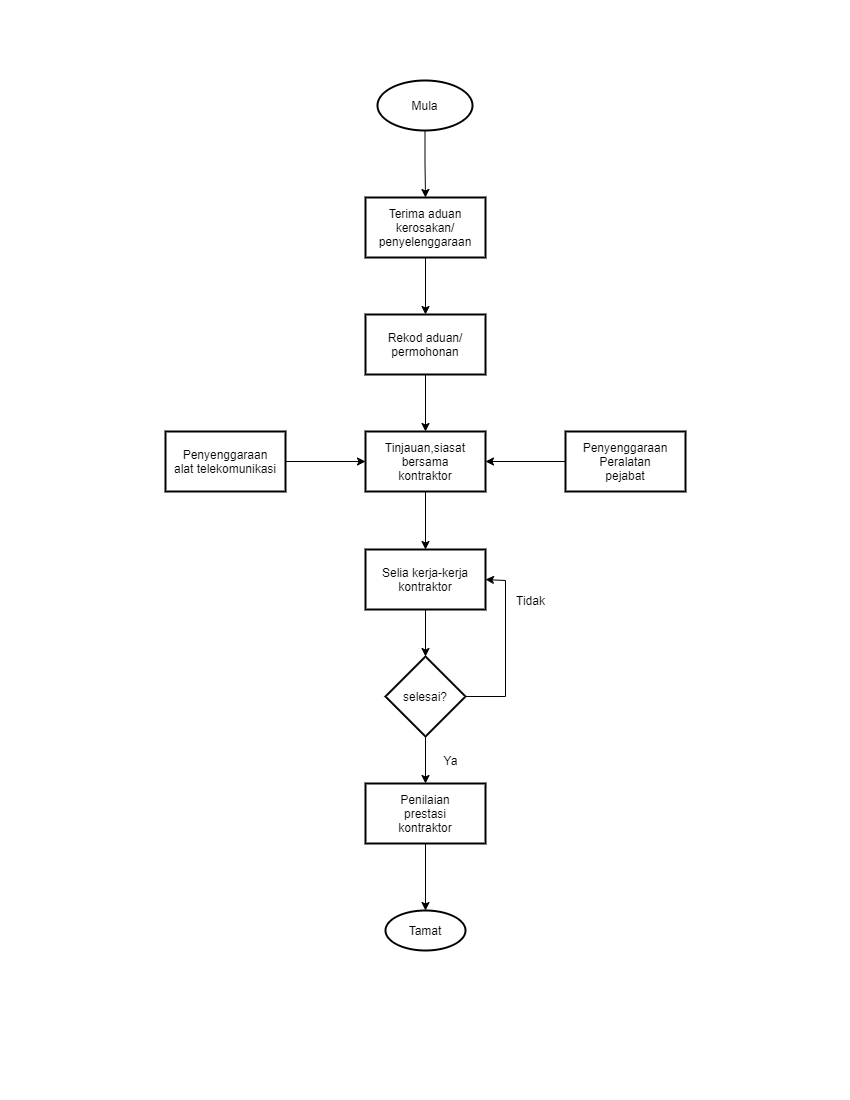 Mula
Terima aduan
kerosakan/
penyelenggaraan
Rekod aduan/
permohonan
Penyenggaraan
alat telekomunikasi
Tinjauan,siasat
bersama
kontraktor
Penyenggaraan
Peralatan
pejabat
Selia kerja-kerja
kontraktor
Tidak
selesai?
Ya
Penilaian
prestasi
kontraktor
Tamat